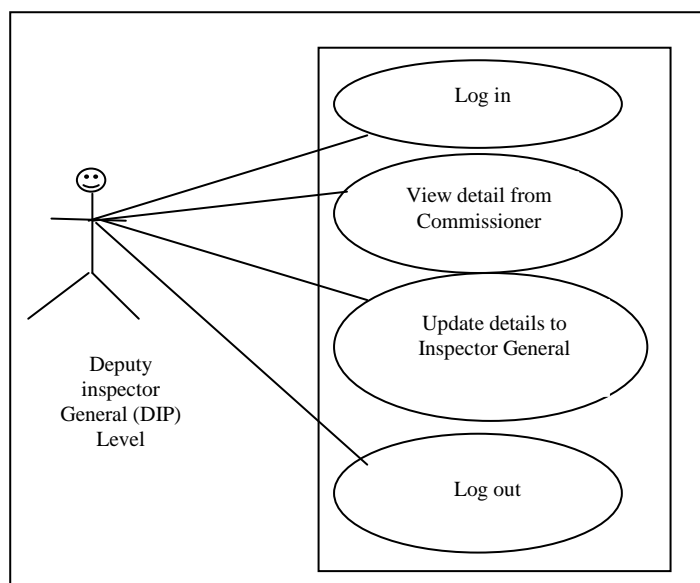 Log in
View detail from
Commissioner
Update details to
Inspector General
Deputy
inspector
General (DIP)
Level
Log out